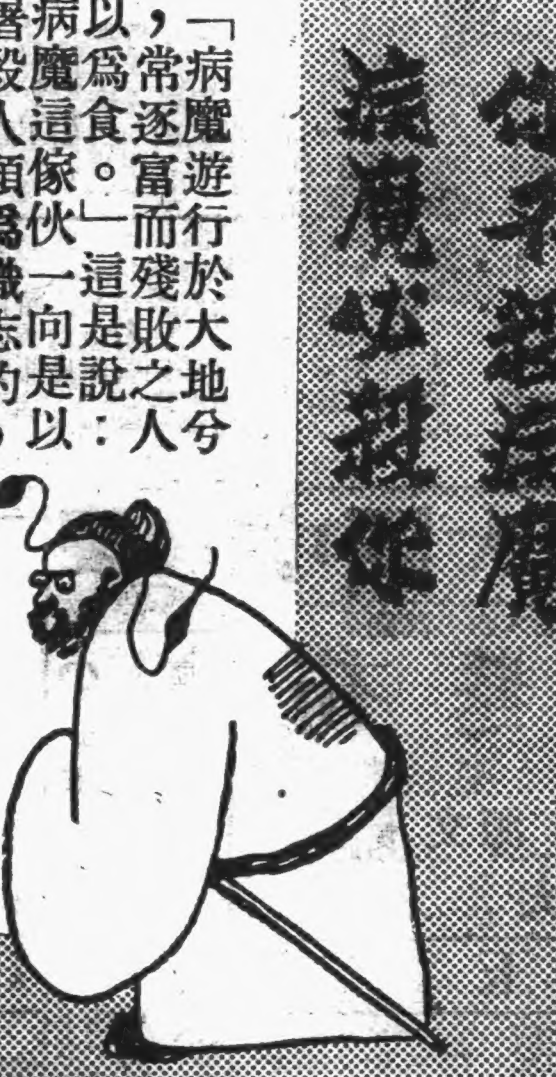 你不殺病魔
病魔必殺你
「病魔遊行於大地兮
，常逐富而殘敗之人
以爲食。」這是說：
病魔這傢伙一向是以